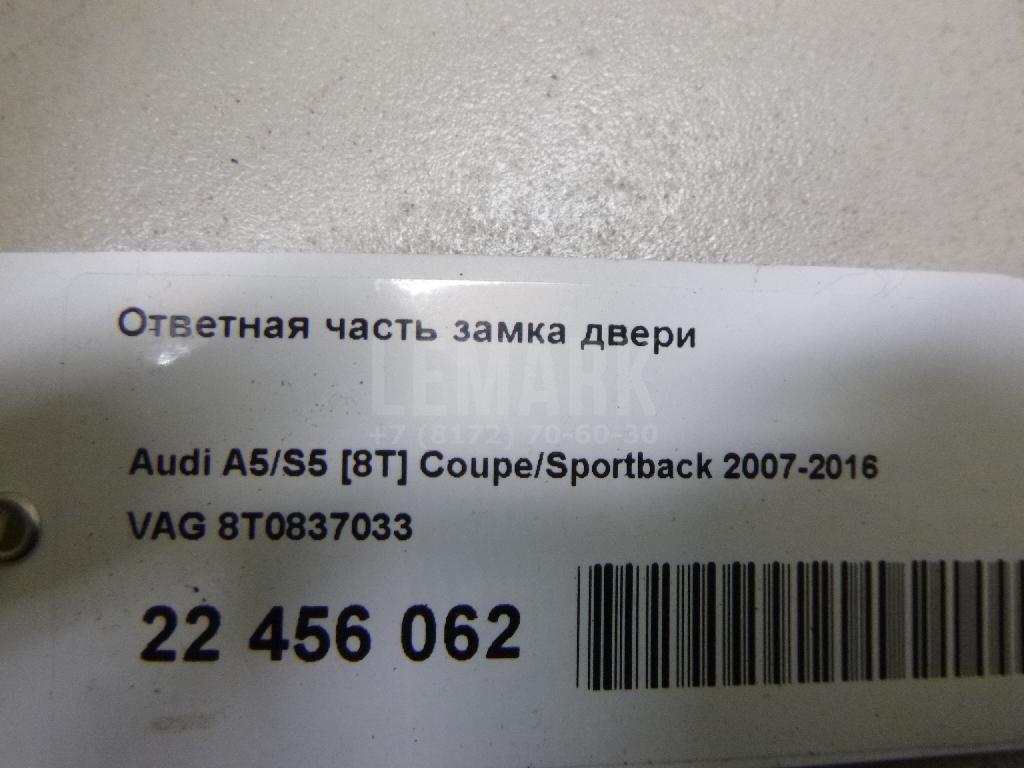 Ответная часть замка двери
LEMARK
+7 (8172) 70-60-30
Audi A5/S5 [8T] Coupe/Sportback 2007-2016
VAG 8T0837033
22 456 062